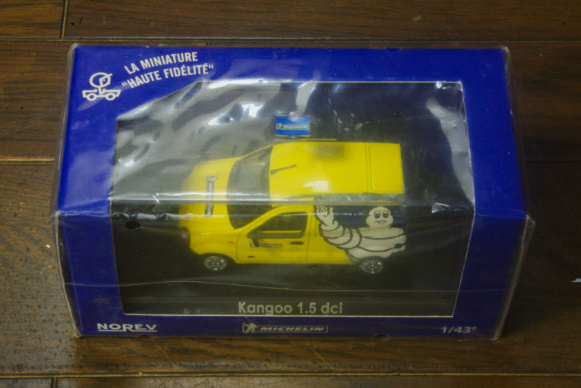 LA MINIATURE
"HAUTE FIDÉLITÉ"
Kangoo 1.5 dci
NOREV
MICHELIN
1/43e